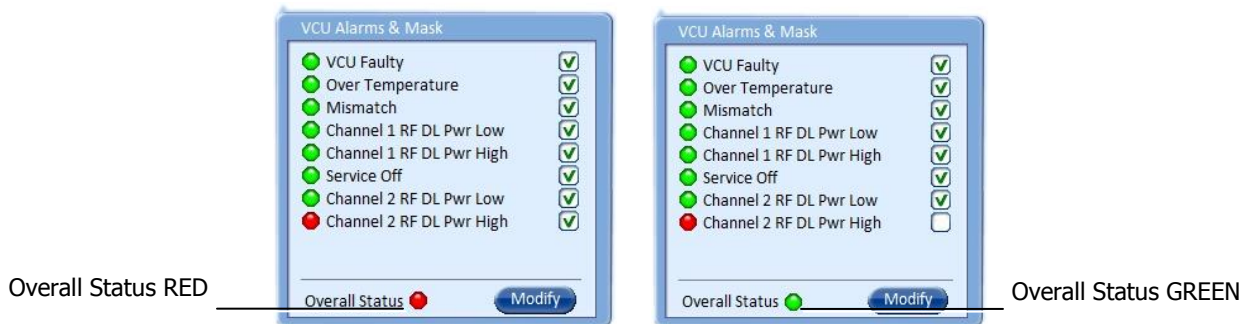 VCU Alarms & Mask
VCU Faulty
Over Temperature
Mismatch
Channel 1 RF DL Pwr Low
Channel 1 RF DL Pwr High
Service Off
Channel 2 RF DL Pwr Low
Channel 2 RF DL Pwr High
Overall Status RED
Overall Status
Modify
VCU Alarms & Mask
VCU Faulty
Over Temperature
Mismatch
Channel 1 RF DL Pwr Low
Channel 1 RF DL Pwr High
Service Off
Channel 2 RF DL Pwr Low
Channel 2 RF DL Pwr High
Overall Status
Modify
Overall Status GREEN